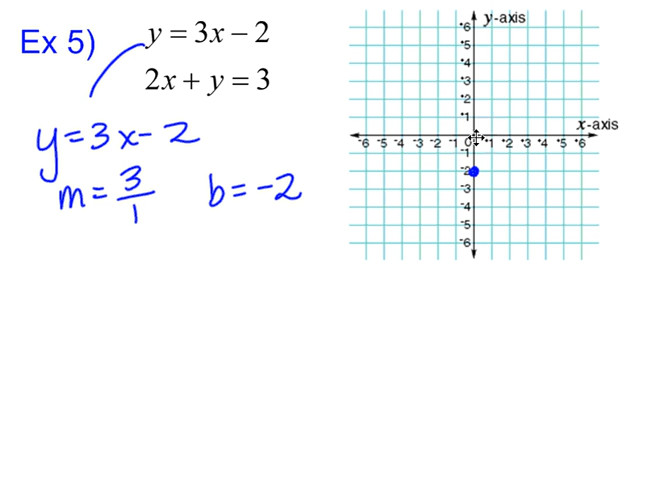 Ex 5)
y = 3x − 2
2x + y = 3
y = 3x - 2
m = 3/1 b = -2
y-axis
+6
+5
+4
+3
+2
+1
x-axis
-6 -5 -4 -3 -2 -1 0 +1 +2 +3 +4 +5 +6
-1
-2
-3
-4
-5
-6